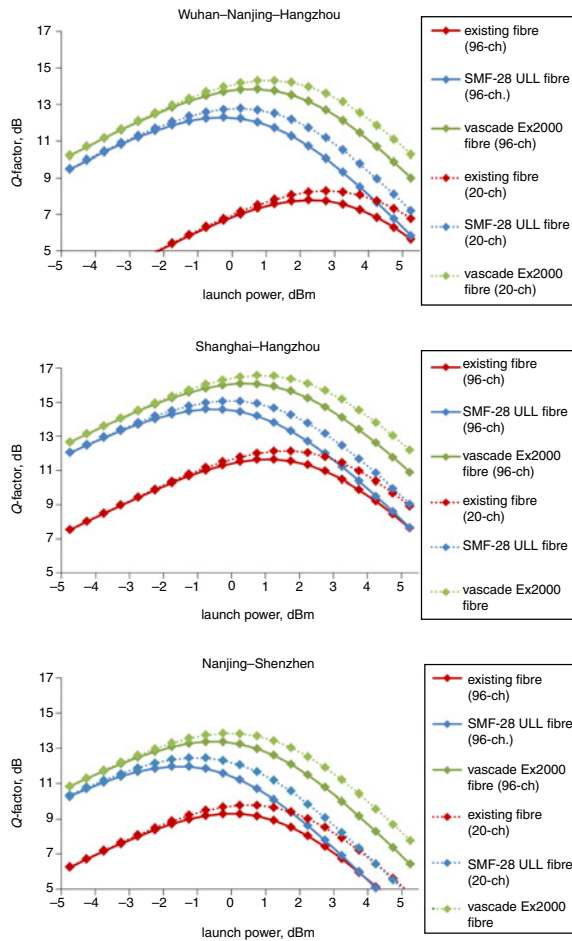 Wuhan–Nanjing–Hangzhou
17
15
13
11
9
7
5
Q-factor, dB
–5 –4 –3 –2 –1 0 1 2 3 4 5
launch power, dBm
existing fibre
(96-ch)
SMF-28 ULL fibre
(96-ch.)
vascade Ex2000
fibre (96-ch)
existing fibre
(20-ch)
SMF-28 ULL fibre
(20-ch)
vascade Ex2000
fibre (20-ch)
Shanghai–Hangzhou
17
15
13
11
9
7
5
Q-factor, dB
–5 –4 –3 –2 –1 0 1 2 3 4 5
launch power, dBm
existing fibre
(96-ch)
SMF-28 ULL fibre
(96-ch)
vascade Ex2000
fibre (96-ch)
existing fibre
(20-ch)
SMF-28 ULL fibre
vascade Ex2000
fibre
Nanjing–Shenzhen
17
15
13
11
9
7
5
Q-factor, dB
–5 –4 –3 –2 –1 0 1 2 3 4 5
launch power, dBm
existing fibre
(96-ch)
SMF-28 ULL fibre
(96-ch.)
vascade Ex2000
fibre (96-ch)
existing fibre
(20-ch)
SMF-28 ULL fibre
(20-ch)
vascade Ex2000
fibre